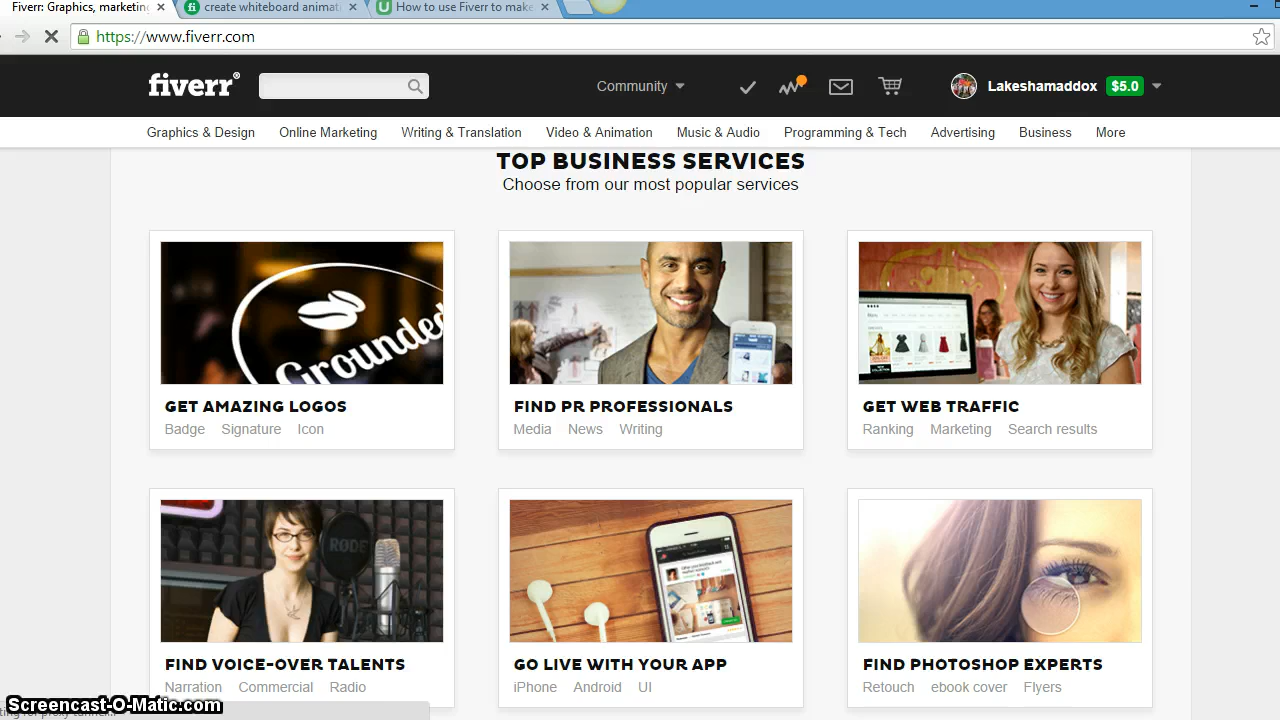 Fiverr: Graphics, marketing
create whiteboard animati
How to use Fiverr to make
https://www.fiverr.com
fiverr®
Community
Lakeshamaddox $5.0
Graphics & Design Online Marketing Writing & Translation Video & Animation Music & Audio Programming & Tech Advertising Business More
TOP BUSINESS SERVICES
Choose from our most popular services
Grounded
GET AMAZING LOGOS
Badge Signature Icon
FIND PR PROFESSIONALS
Media News Writing
GET WEB TRAFFIC
Ranking Marketing Search results
RODE
FIND VOICE-OVER TALENTS
Narration Commercial Radio
GO LIVE WITH YOUR APP
iPhone Android UI
FIND PHOTOSHOP EXPERTS
Retouch ebook cover Flyers
Screencast-O-Matic.com